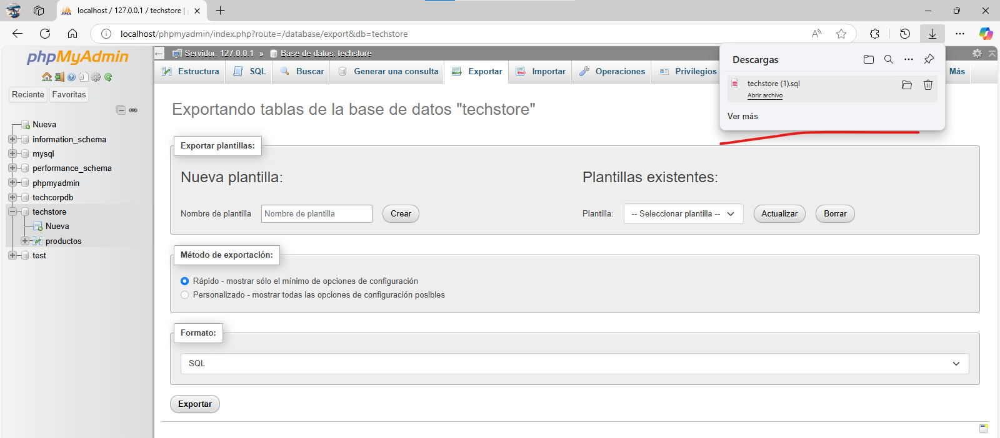 localhost / 127.0.0.1 / techstore |
localhost/phpmyadmin/index.php?route=/database/export&db=techstore
Descargas
techstore (1).sql
Abrir archivo
Ver más
phpMyAdmin
Reciente
Favoritas
Nueva
information_schema
mysql
performance_schema
phpmyadmin
techcorpdb
techstore
Nueva
productos
test
Servidor: 127.0.0.1 » Base de datos: techstore
Estructura
SQL
Buscar
Generar una consulta
Exportar
Importar
Operaciones
Privilegios
Más
Exportando tablas de la base de datos "techstore"
Exportar plantillas:
Nueva plantilla:
Nombre de plantilla
Nombre de plantilla
Crear
Plantillas existentes:
Plantilla:
-- Seleccionar plantilla --
Actualizar
Borrar
Método de exportación:
Rápido - mostrar sólo el mínimo de opciones de configuración
Personalizado - mostrar todas las opciones de configuración posibles
Formato:
SQL
Exportar